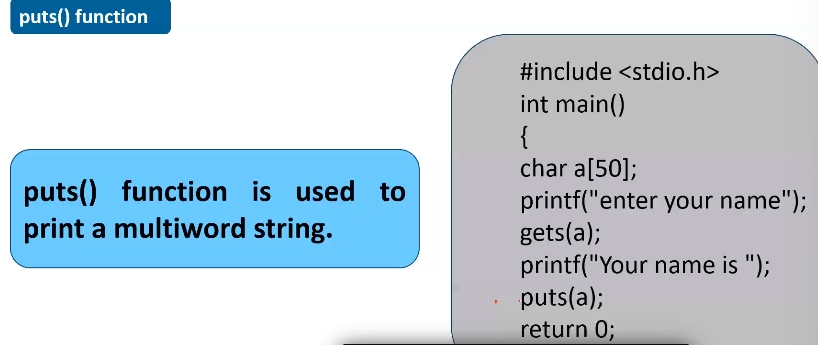 puts() function
puts() function is used to
print a multiword string.
#include <stdio.h>
int main()
{
char a[50];
printf("enter your name");
gets(a);
printf("Your name is ");
puts(a);
return 0;